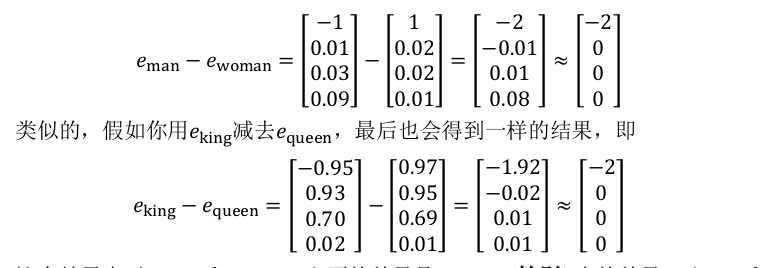 e_man − e_woman = [−1 0.01 0.03 0.09] − [1 0.02 0.02 0.01] = [−2 −0.01 0.01 0.08] ≈ [−2 0 0 0]
类似的，假如你用e_king减去e_queen，最后也会得到一样的结果，即
e_king − e_queen = [−0.95 0.93 0.70 0.02] − [0.97 0.95 0.69 0.01] = [−1.92 −0.02 0.01 0.01] ≈ [−2 0 0 0]